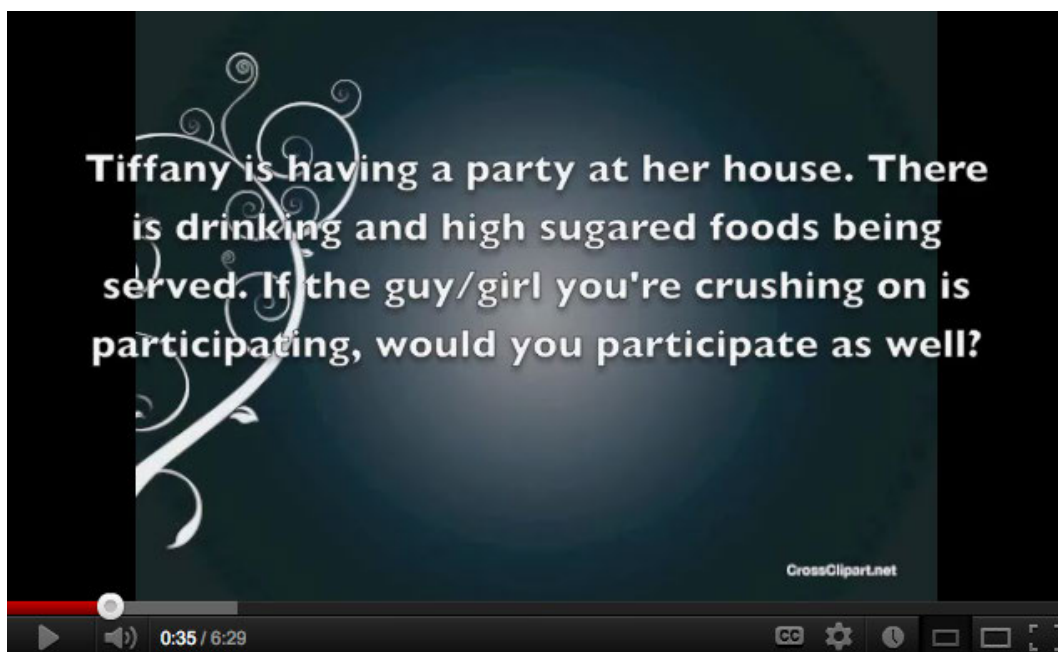 Tiffany is having a party at her house. There
is drinking and high sugared foods being
served. If the guy/girl you're crushing on is
participating, would you participate as well?
CrossClipart.net
0:35 / 6:29
CC